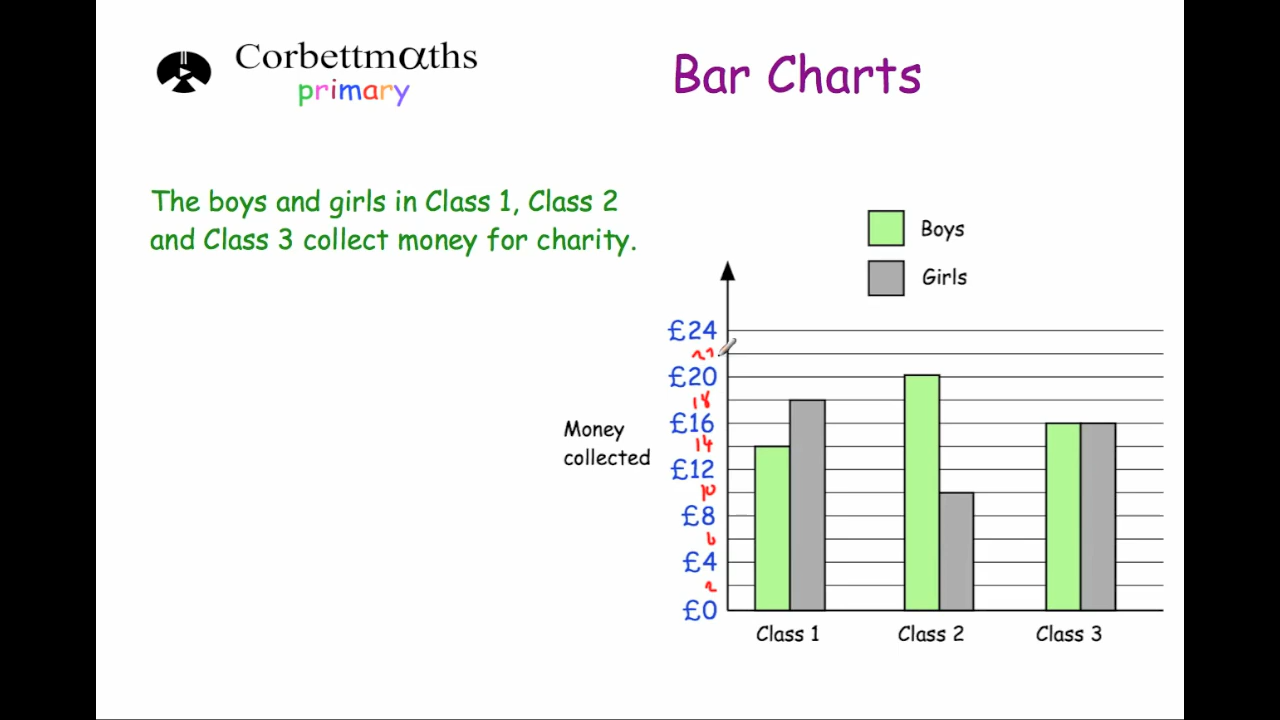 Corbettmαths
primary
Bar Charts
The boys and girls in Class 1, Class 2
and Class 3 collect money for charity.
Boys
Girls
£24
22
£20
18
£16
14
£12
10
£8
6
£4
2
£0
Money
collected
Class 1
Class 2
Class 3